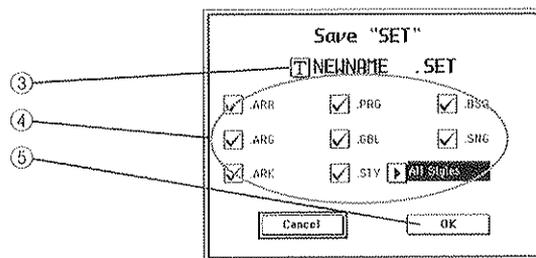 Save "SET"
③ T NEWNAME .SET
④ .ARR .PRG .BSQ
.ARG .GBL .SNG
⑤ .ARK .STY All Styles
Cancel OK